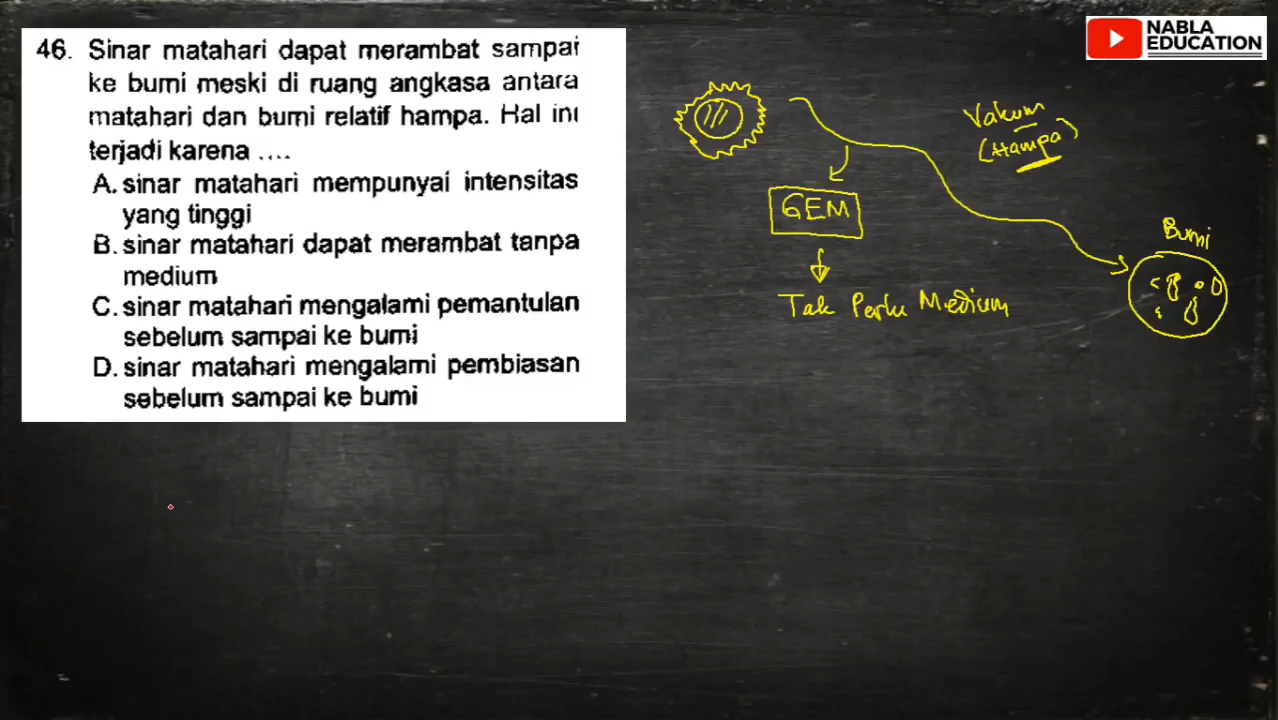 46. Sinar matahari dapat merambat sampai
ke bumi meski di ruang angkasa antara
matahari dan bumi relatif hampa. Hal ini
terjadi karena ....
A. sinar matahari mempunyai intensitas
yang tinggi
B. sinar matahari dapat merambat tanpa
medium
C. sinar matahari mengalami pemantulan
sebelum sampai ke bumi
D. sinar matahari mengalami pembiasan
sebelum sampai ke bumi
NABLA
EDUCATION
Vakum
(Hampa)
GEM
Tak Perlu Medium
Bumi